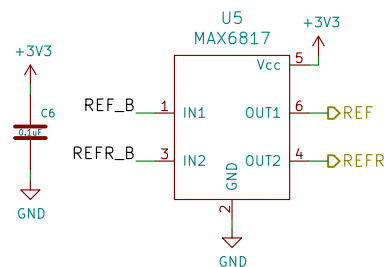 U5
MAX6817
+3V3
+3V3
Vcc
5
C6
0.1uF
REF_B
1
IN1
OUT1
6
REF
REFR_B
3
IN2
OUT2
4
REFR
GND
2
GND
GND